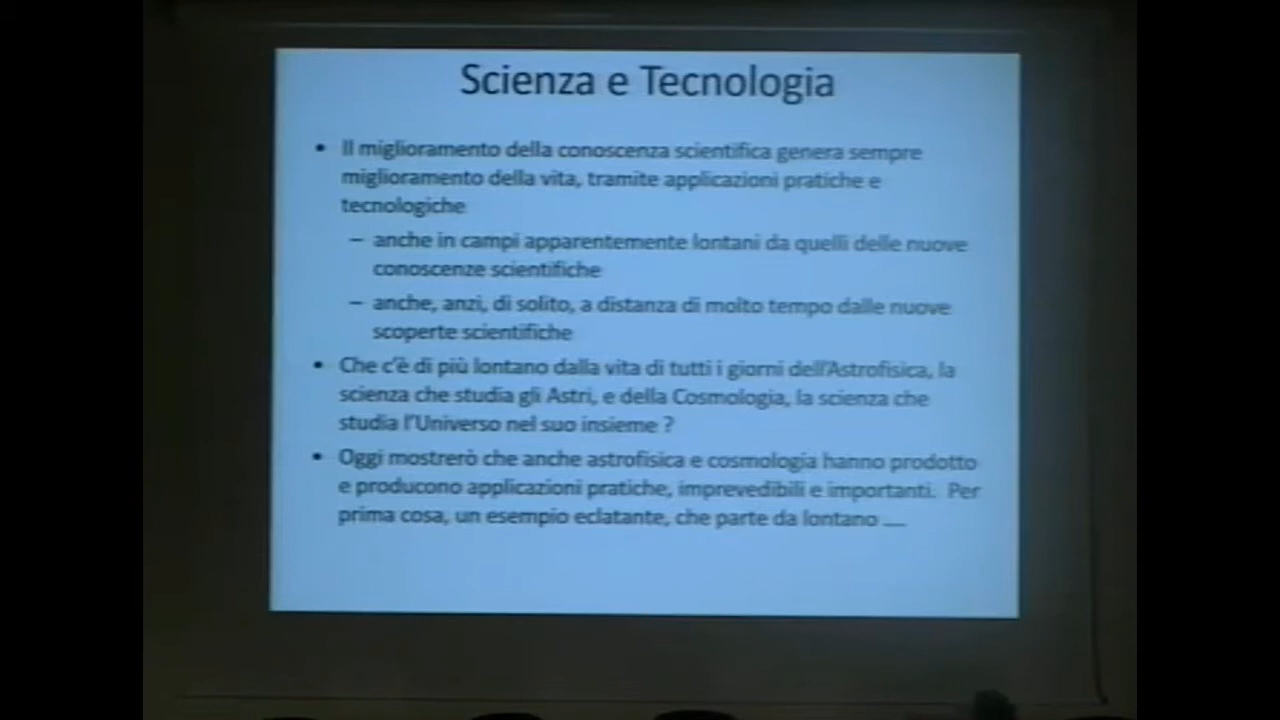 Scienza e Tecnologia
• Il miglioramento della conoscenza scientifica genera sempre
miglioramento della vita, tramite applicazioni pratiche e
tecnologiche
– anche in campi apparentemente lontani da quelli delle nuove
conoscenze scientifiche
– anche, anzi, di solito, a distanza di molto tempo dalle nuove
scoperte scientifiche
• Che c'è di più lontano dalla vita di tutti i giorni dell'Astrofisica, la
scienza che studia gli Astri, e della Cosmologia, la scienza che
studia l'Universo nel suo insieme ?
• Oggi mostrerò che anche astrofisica e cosmologia hanno prodotto
e producono applicazioni pratiche, imprevedibili e importanti. Per
prima cosa, un esempio eclatante, che parte da lontano ....